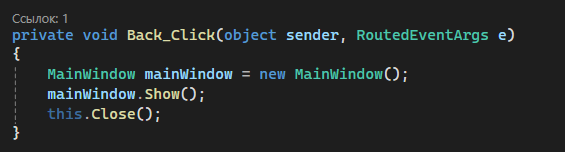 Ссылок: 1
private void Back_Click(object sender, RoutedEventArgs e)
{
MainWindow mainWindow = new MainWindow();
mainWindow.Show();
this.Close();
}